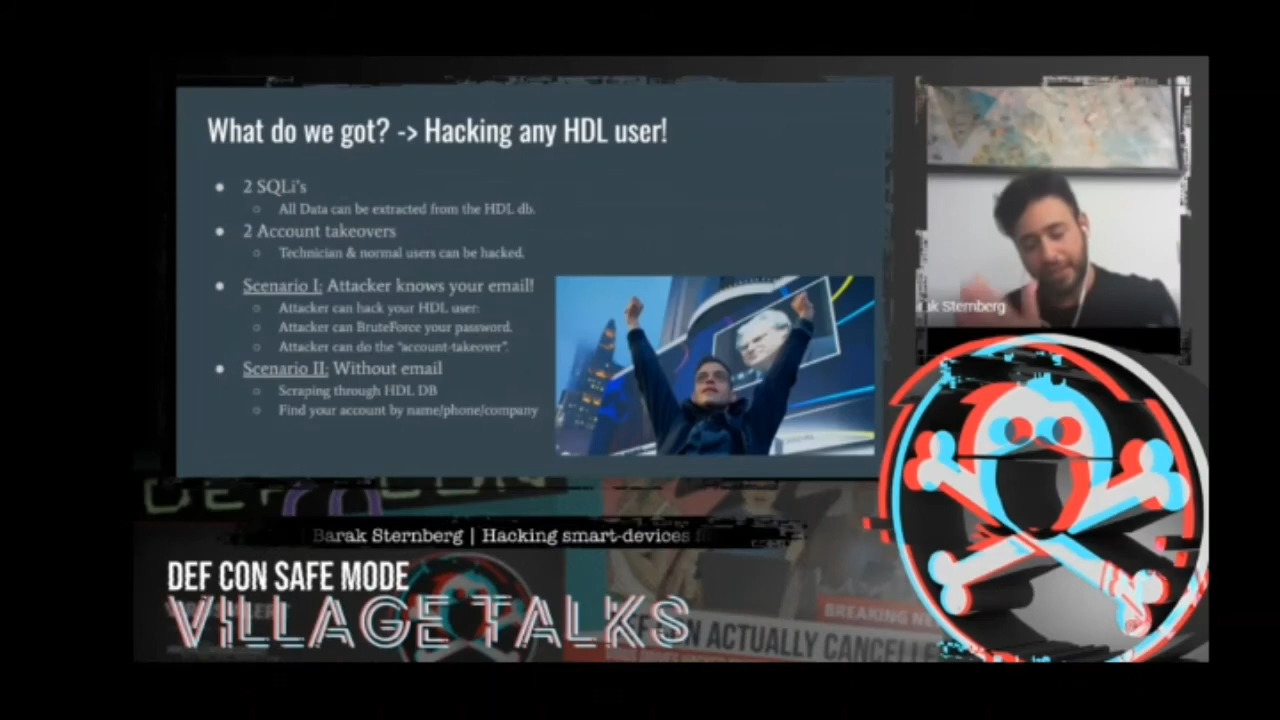 What do we got? -> Hacking any HDL user!
2 SQLi's
All Data can be extracted from the HDL db.
2 Account takeovers
Technician & normal users can be hacked.
Scenario I: Attacker knows your email!
Attacker can hack your HDL user:
Attacker can BruteForce your password.
Attacker can do the "account-takeover".
Scenario II: Without email
Scraping through HDL DB
Find your account by name/phone/company
Sternberg
DEF CON
Barak Sternberg | Hacking smart-devices
DEF CON SAFE MODE
VILLAGE TALKS
BREAKING
CON ACTUALLY